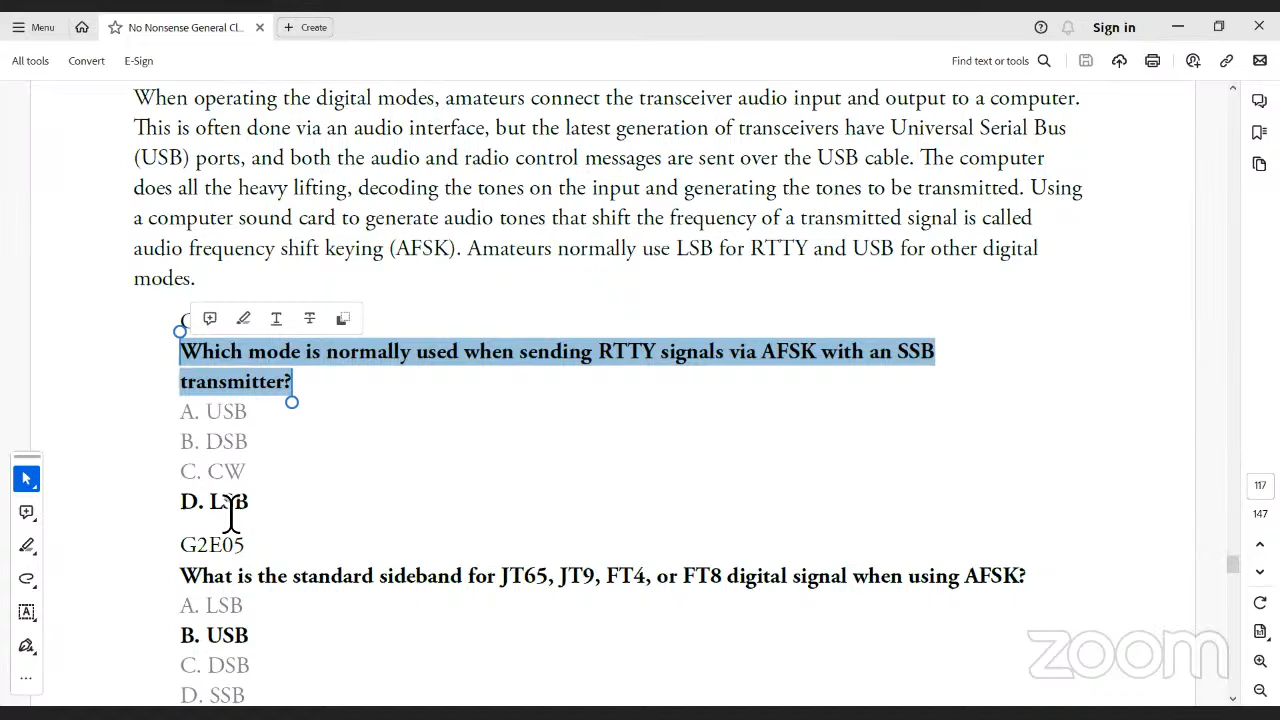 Menu
No Nonsense General Cl...
Create
Sign in
All tools
Convert
E-Sign
Find text or tools
When operating the digital modes, amateurs connect the transceiver audio input and output to a computer.
This is often done via an audio interface, but the latest generation of transceivers have Universal Serial Bus
(USB) ports, and both the audio and radio control messages are sent over the USB cable. The computer
does all the heavy lifting, decoding the tones on the input and generating the tones to be transmitted. Using
a computer sound card to generate audio tones that shift the frequency of a transmitted signal is called
audio frequency shift keying (AFSK). Amateurs normally use LSB for RTTY and USB for other digital
modes.
Which mode is normally used when sending RTTY signals via AFSK with an SSB
transmitter?
A. USB
B. DSB
C. CW
D. LSB
G2E05
What is the standard sideband for JT65, JT9, FT4, or FT8 digital signal when using AFSK?
A. LSB
B. USB
C. DSB
D. SSB
117
147
zoom